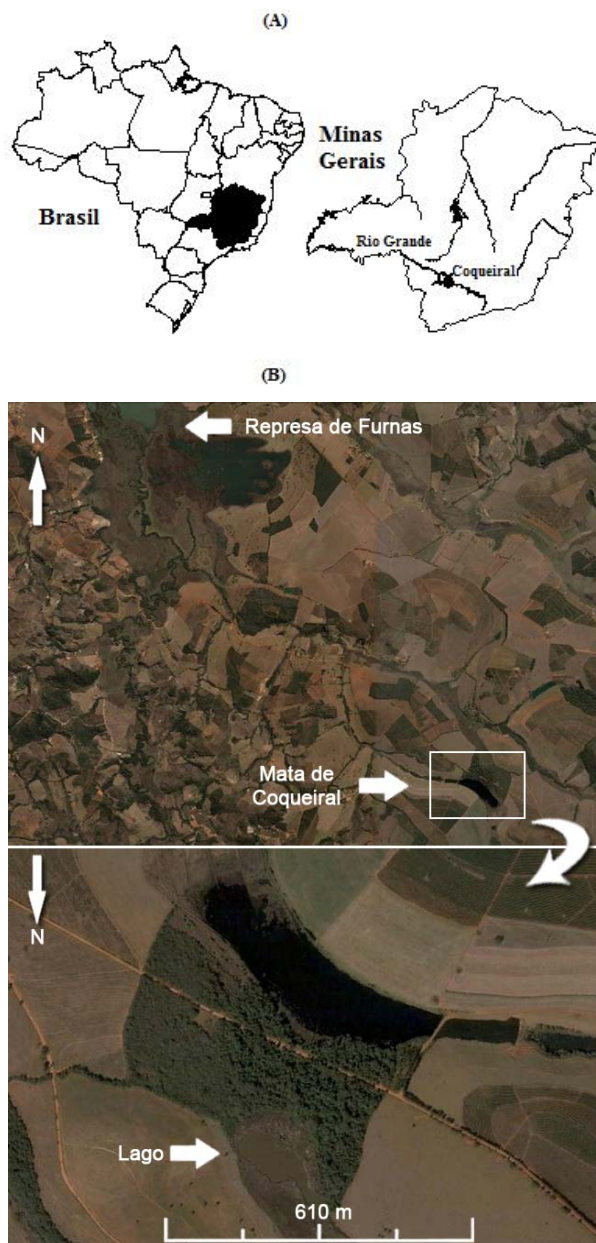 (A)
Minas
Gerais
Brasil
Rio Grande
Coqueiral
(B)
N
Represa de Furnas
Mata de
Coqueiral
N
Lago
610 m